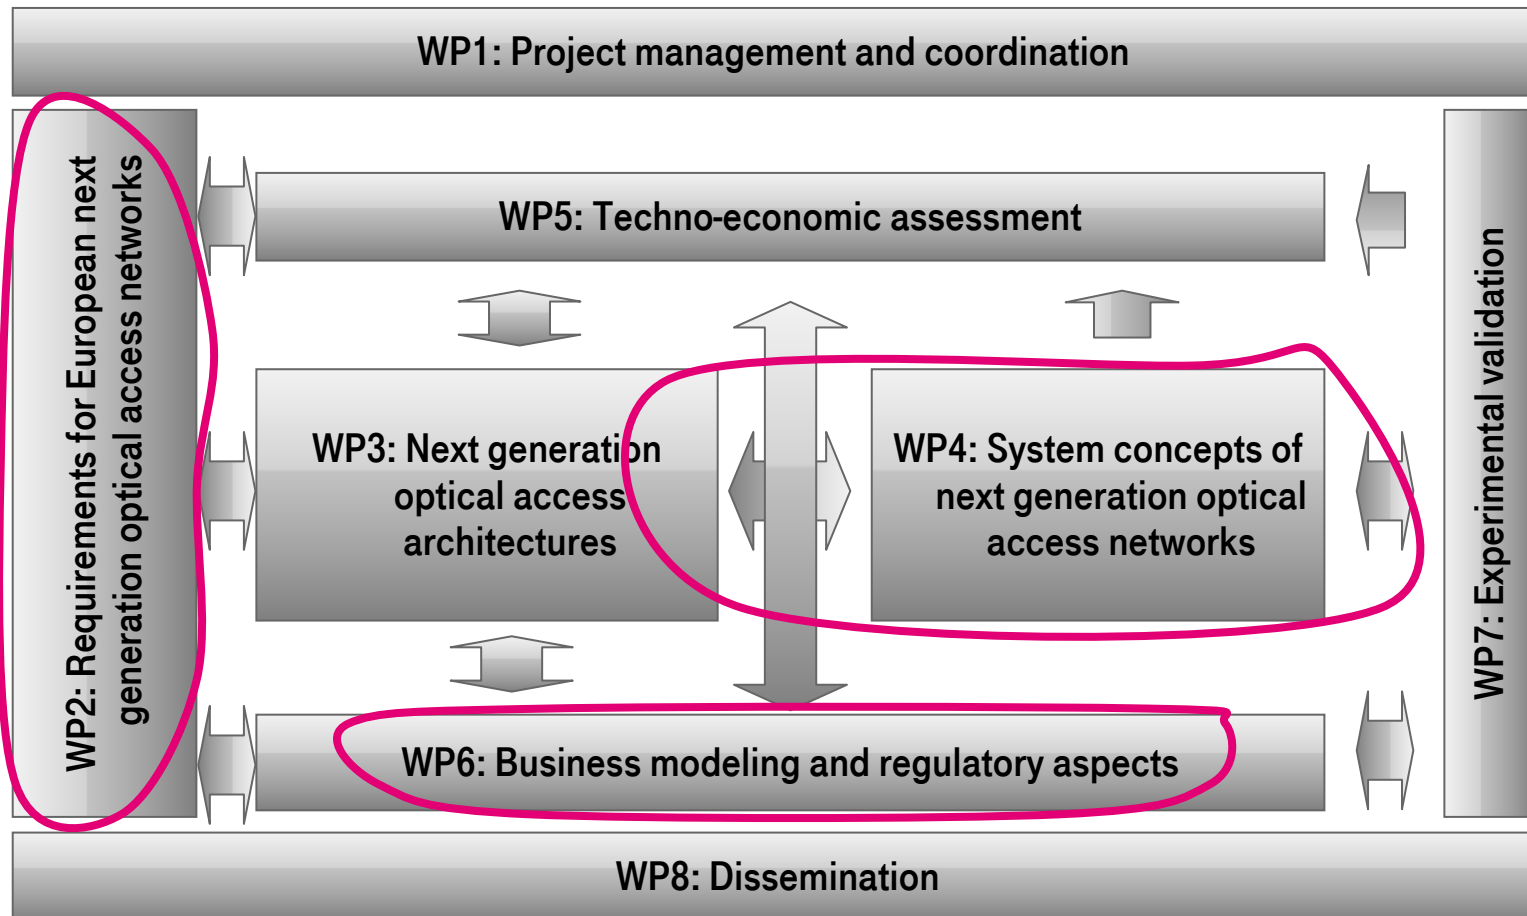 WP1: Project management and coordination
WP2: Requirements for European next
generation optical access networks
WP5: Techno-economic assessment
WP3: Next generation
optical access
architectures
WP4: System concepts of
next generation optical
access networks
WP7: Experimental validation
WP6: Business modeling and regulatory aspects
WP8: Dissemination